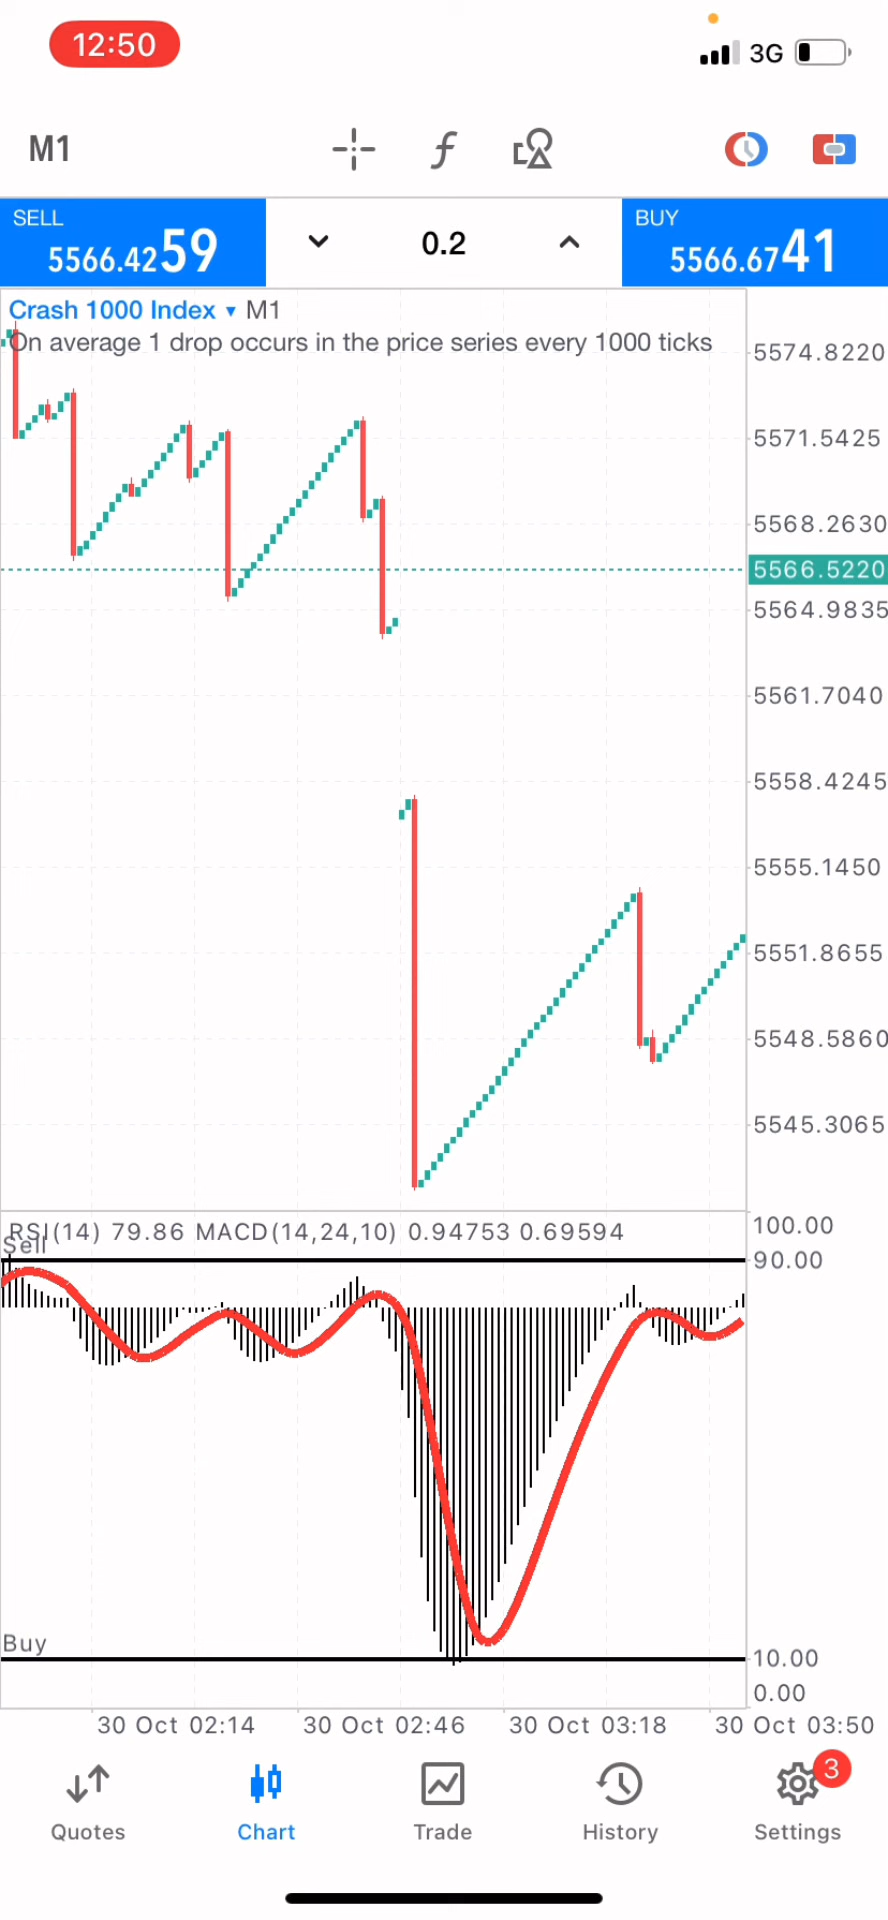 12:50
3G
M1
SELL
5566.4259
0.2
BUY
5566.6741
Crash 1000 Index ▾ M1
On average 1 drop occurs in the price series every 1000 ticks
5574.8220
5571.5425
5568.2630
5566.5220
5564.9835
5561.7040
5558.4245
5555.1450
5551.8655
5548.5860
5545.3065
RSI(14) 79.86 MACD(14,24,10) 0.94753 0.69594
100.00
Sell
90.00
Buy
10.00
0.00
30 Oct 02:14
30 Oct 02:46
30 Oct 03:18
30 Oct 03:50
3
Quotes
Chart
Trade
History
Settings